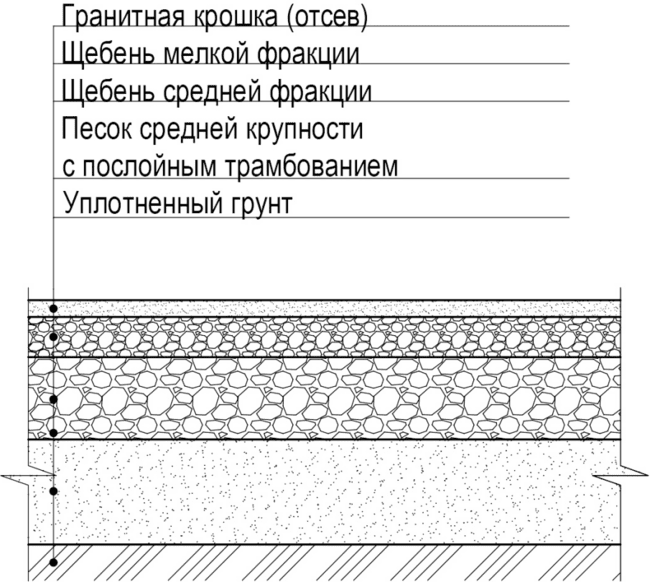 Гранитная крошка (отсев)
Щебень мелкой фракции
Щебень средней фракции
Песок средней крупности
с послойным трамбованием
Уплотненный грунт